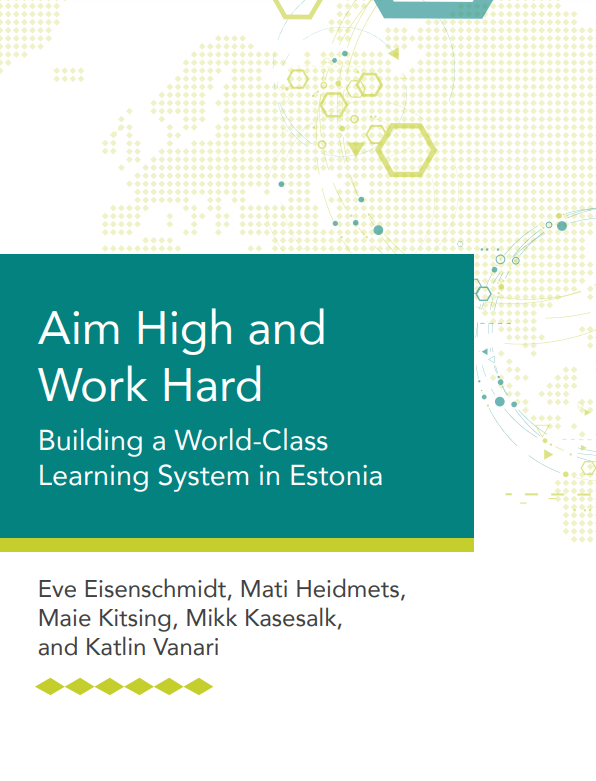 Aim High and
Work Hard
Building a World-Class
Learning System in Estonia
Eve Eisenschmidt, Mati Heidmets,
Maie Kitsing, Mikk Kasesalk,
and Katlin Vanari